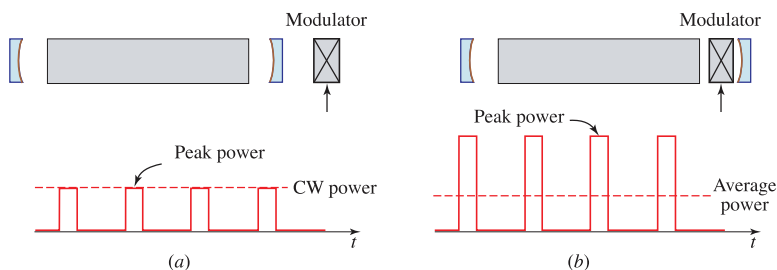 Modulator
Peak power
CW power
t
(a)
Modulator
Peak power
Average
power
t
(b)